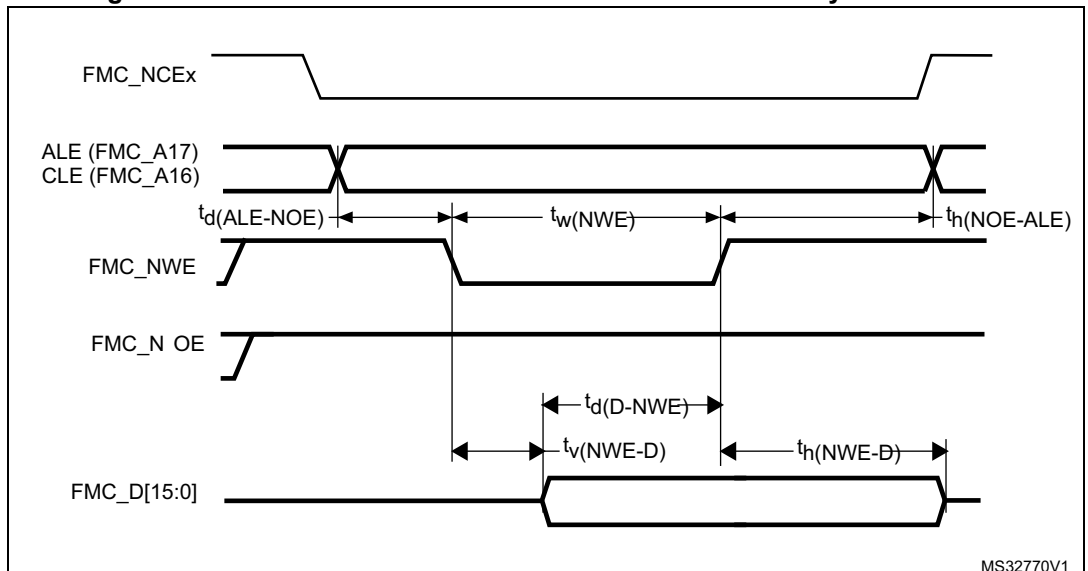 FMC_NCEx
ALE (FMC_A17)
CLE (FMC_A16)
td(ALE-NOE)
tw(NWE)
th(NOE-ALE)
FMC_NWE
FMC_N OE
td(D-NWE)
tv(NWE-D)
th(NWE-D)
FMC_D[15:0]
MS32770V1